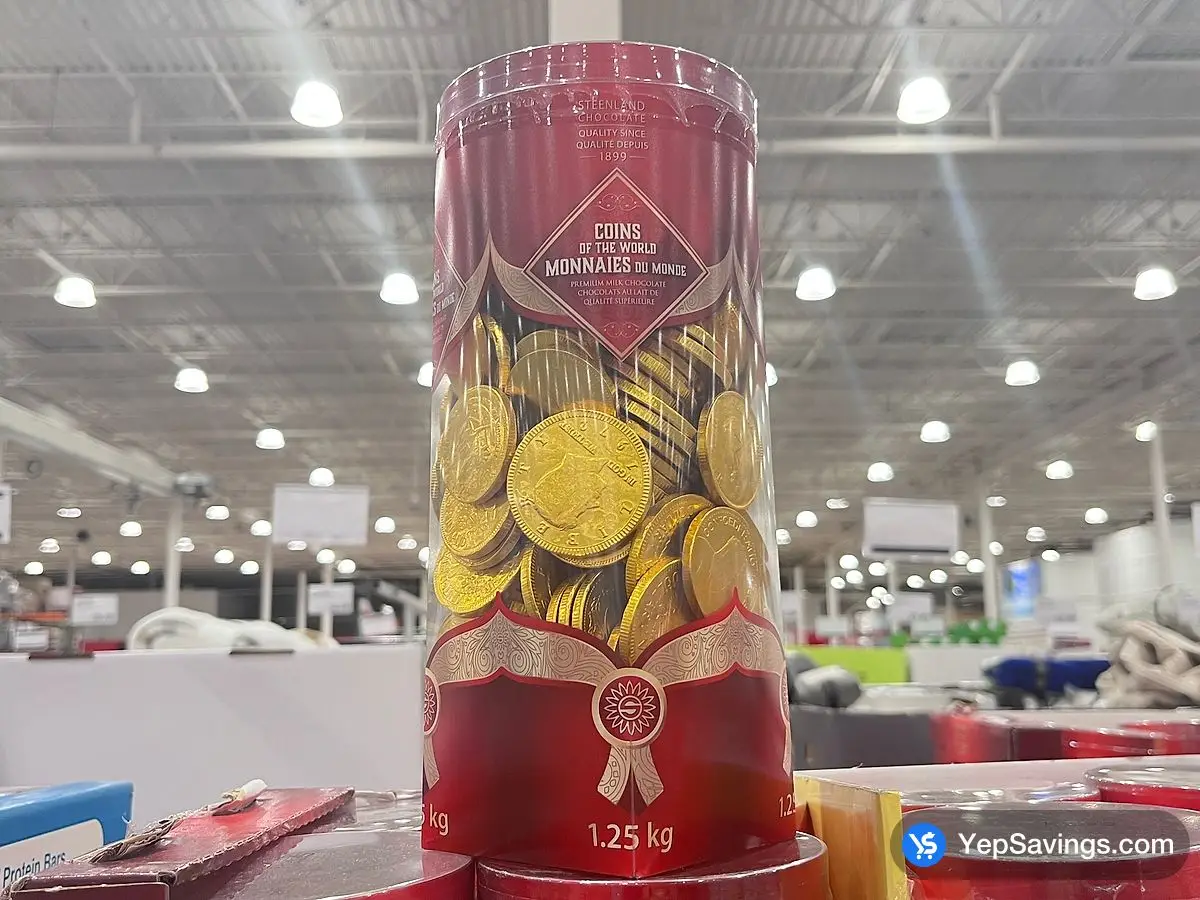 STEENLAND
CHOCOLATE
QUALITY SINCE
QUALITÉ DEPUIS
1899
COINS
OF THE WORLD
MONNAIES DU MONDE
PREMIUM MILK CHOCOLATE
CHOCOLATS AU LAIT DE
QUALITÉ SUPÉRIEURE
kg
1.25 kg
Protein Bars
YepSavings.com